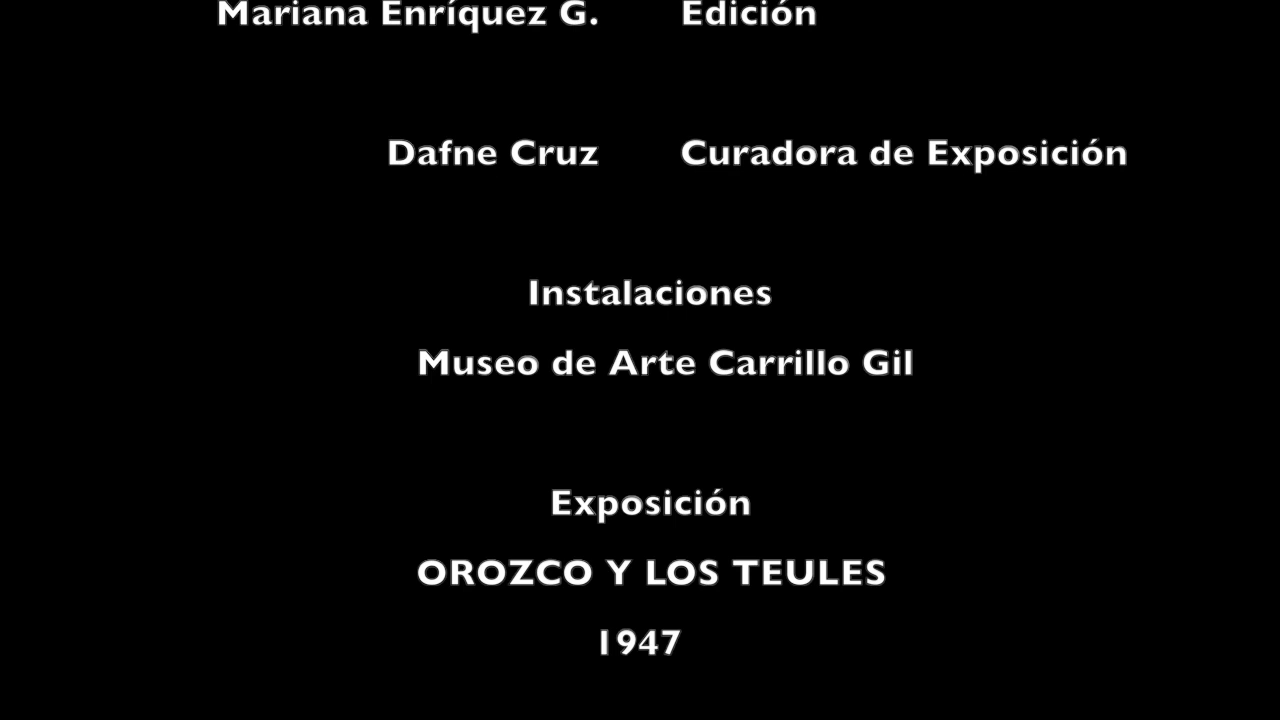 Mariana Enríquez G. Edición
Dafne Cruz Curadora de Exposición
Instalaciones
Museo de Arte Carrillo Gil
Exposición
OROZCO Y LOS TEULES
1947